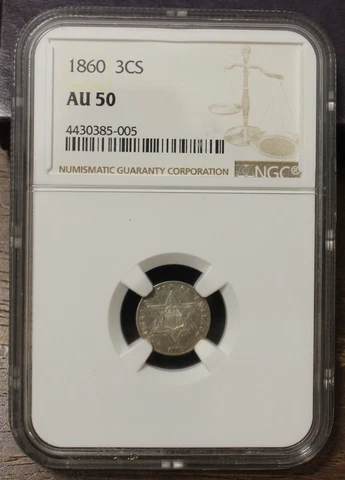 1860 3CS
AU 50
4430385-005
NUMISMATIC GUARANTY CORPORATION
NGC®